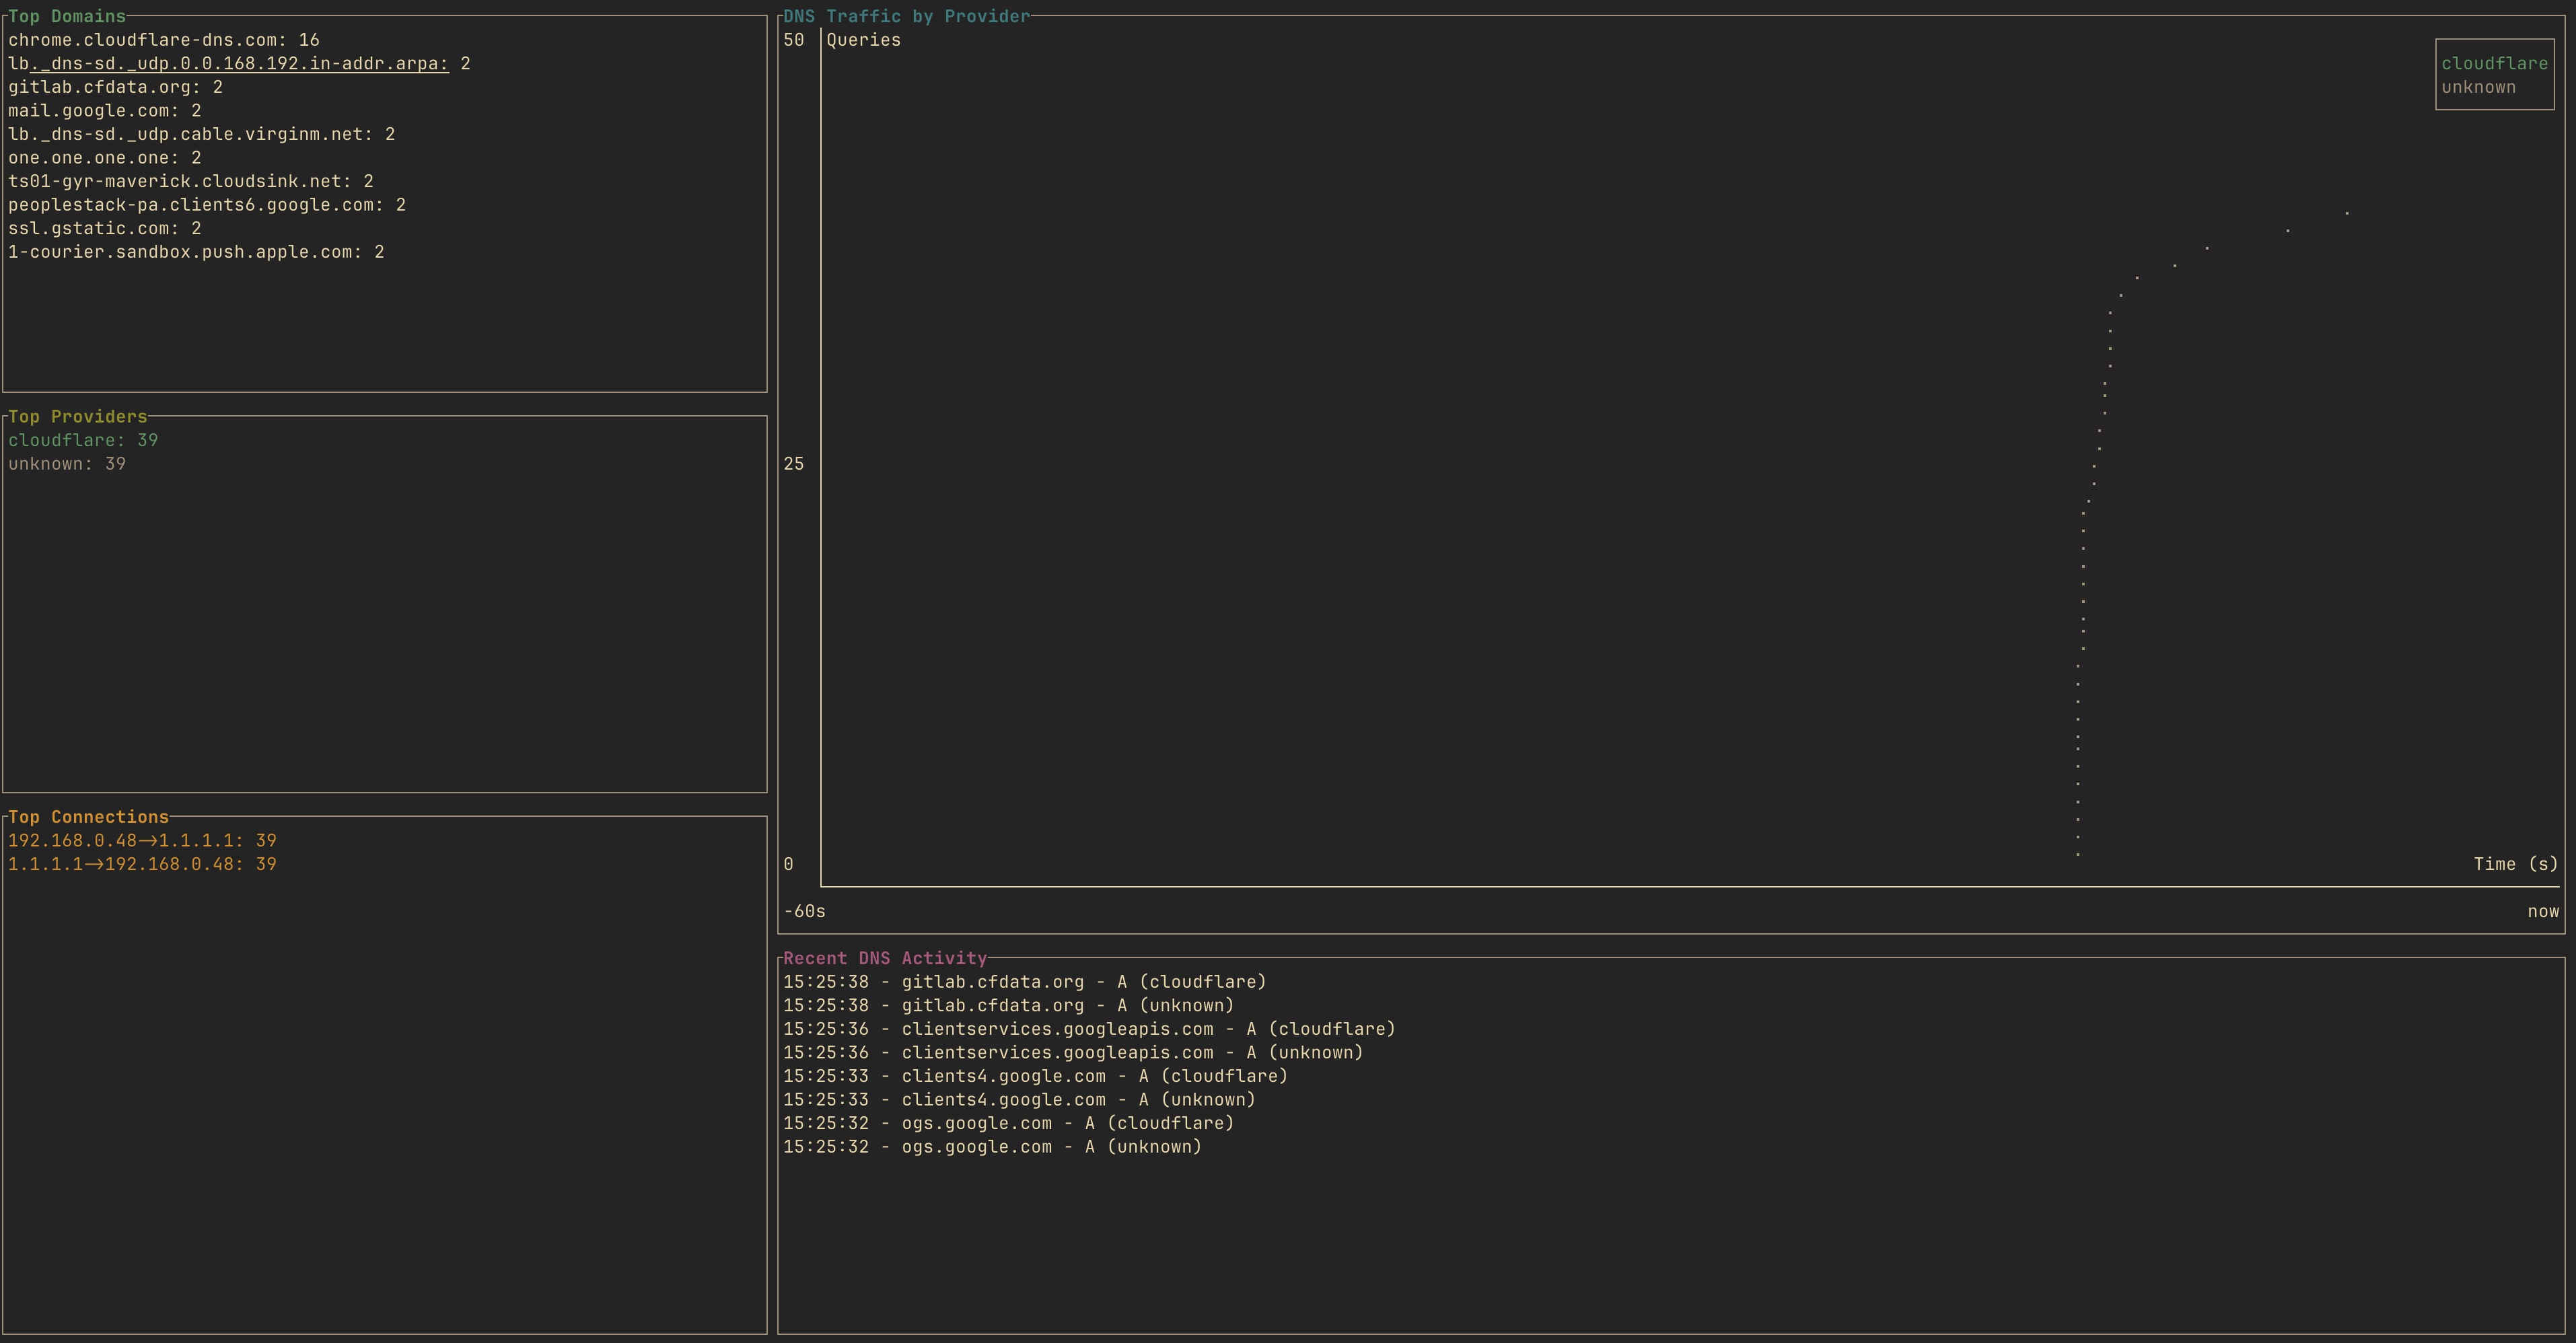 Top Domains
chrome.cloudflare-dns.com: 16
lb._dns-sd._udp.0.0.168.192.in-addr.arpa: 2
gitlab.cfdata.org: 2
mail.google.com: 2
lb._dns-sd._udp.cable.virginm.net: 2
one.one.one.one: 2
ts01-gyr-maverick.cloudsink.net: 2
peoplestack-pa.clients6.google.com: 2
ssl.gstatic.com: 2
1-courier.sandbox.push.apple.com: 2
Top Providers
cloudflare: 39
unknown: 39
Top Connections
192.168.0.48→1.1.1.1: 39
1.1.1.1→192.168.0.48: 39
DNS Traffic by Provider
50 Queries
cloudflare
unknown
25
0
Time (s)
-60s
now
Recent DNS Activity
15:25:38 - gitlab.cfdata.org - A (cloudflare)
15:25:38 - gitlab.cfdata.org - A (unknown)
15:25:36 - clientservices.googleapis.com - A (cloudflare)
15:25:36 - clientservices.googleapis.com - A (unknown)
15:25:33 - clients4.google.com - A (cloudflare)
15:25:33 - clients4.google.com - A (unknown)
15:25:32 - ogs.google.com - A (cloudflare)
15:25:32 - ogs.google.com - A (unknown)